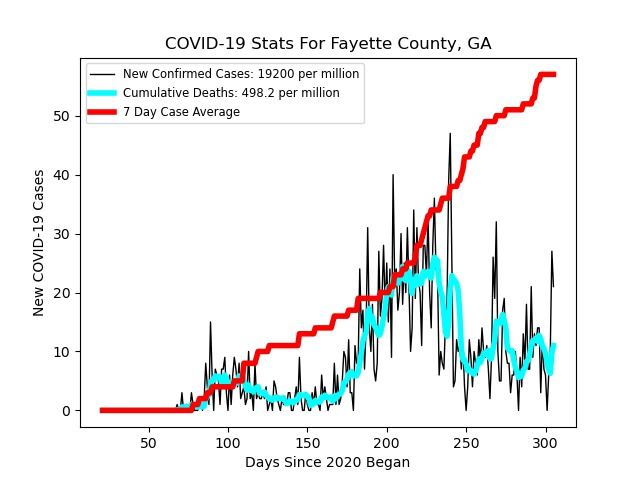 COVID-19 Stats For Fayette County, GA
New Confirmed Cases: 19200 per million
Cumulative Deaths: 498.2 per million
7 Day Case Average
50
40
30
20
10
0
New COVID-19 Cases
50 100 150 200 250 300
Days Since 2020 Began